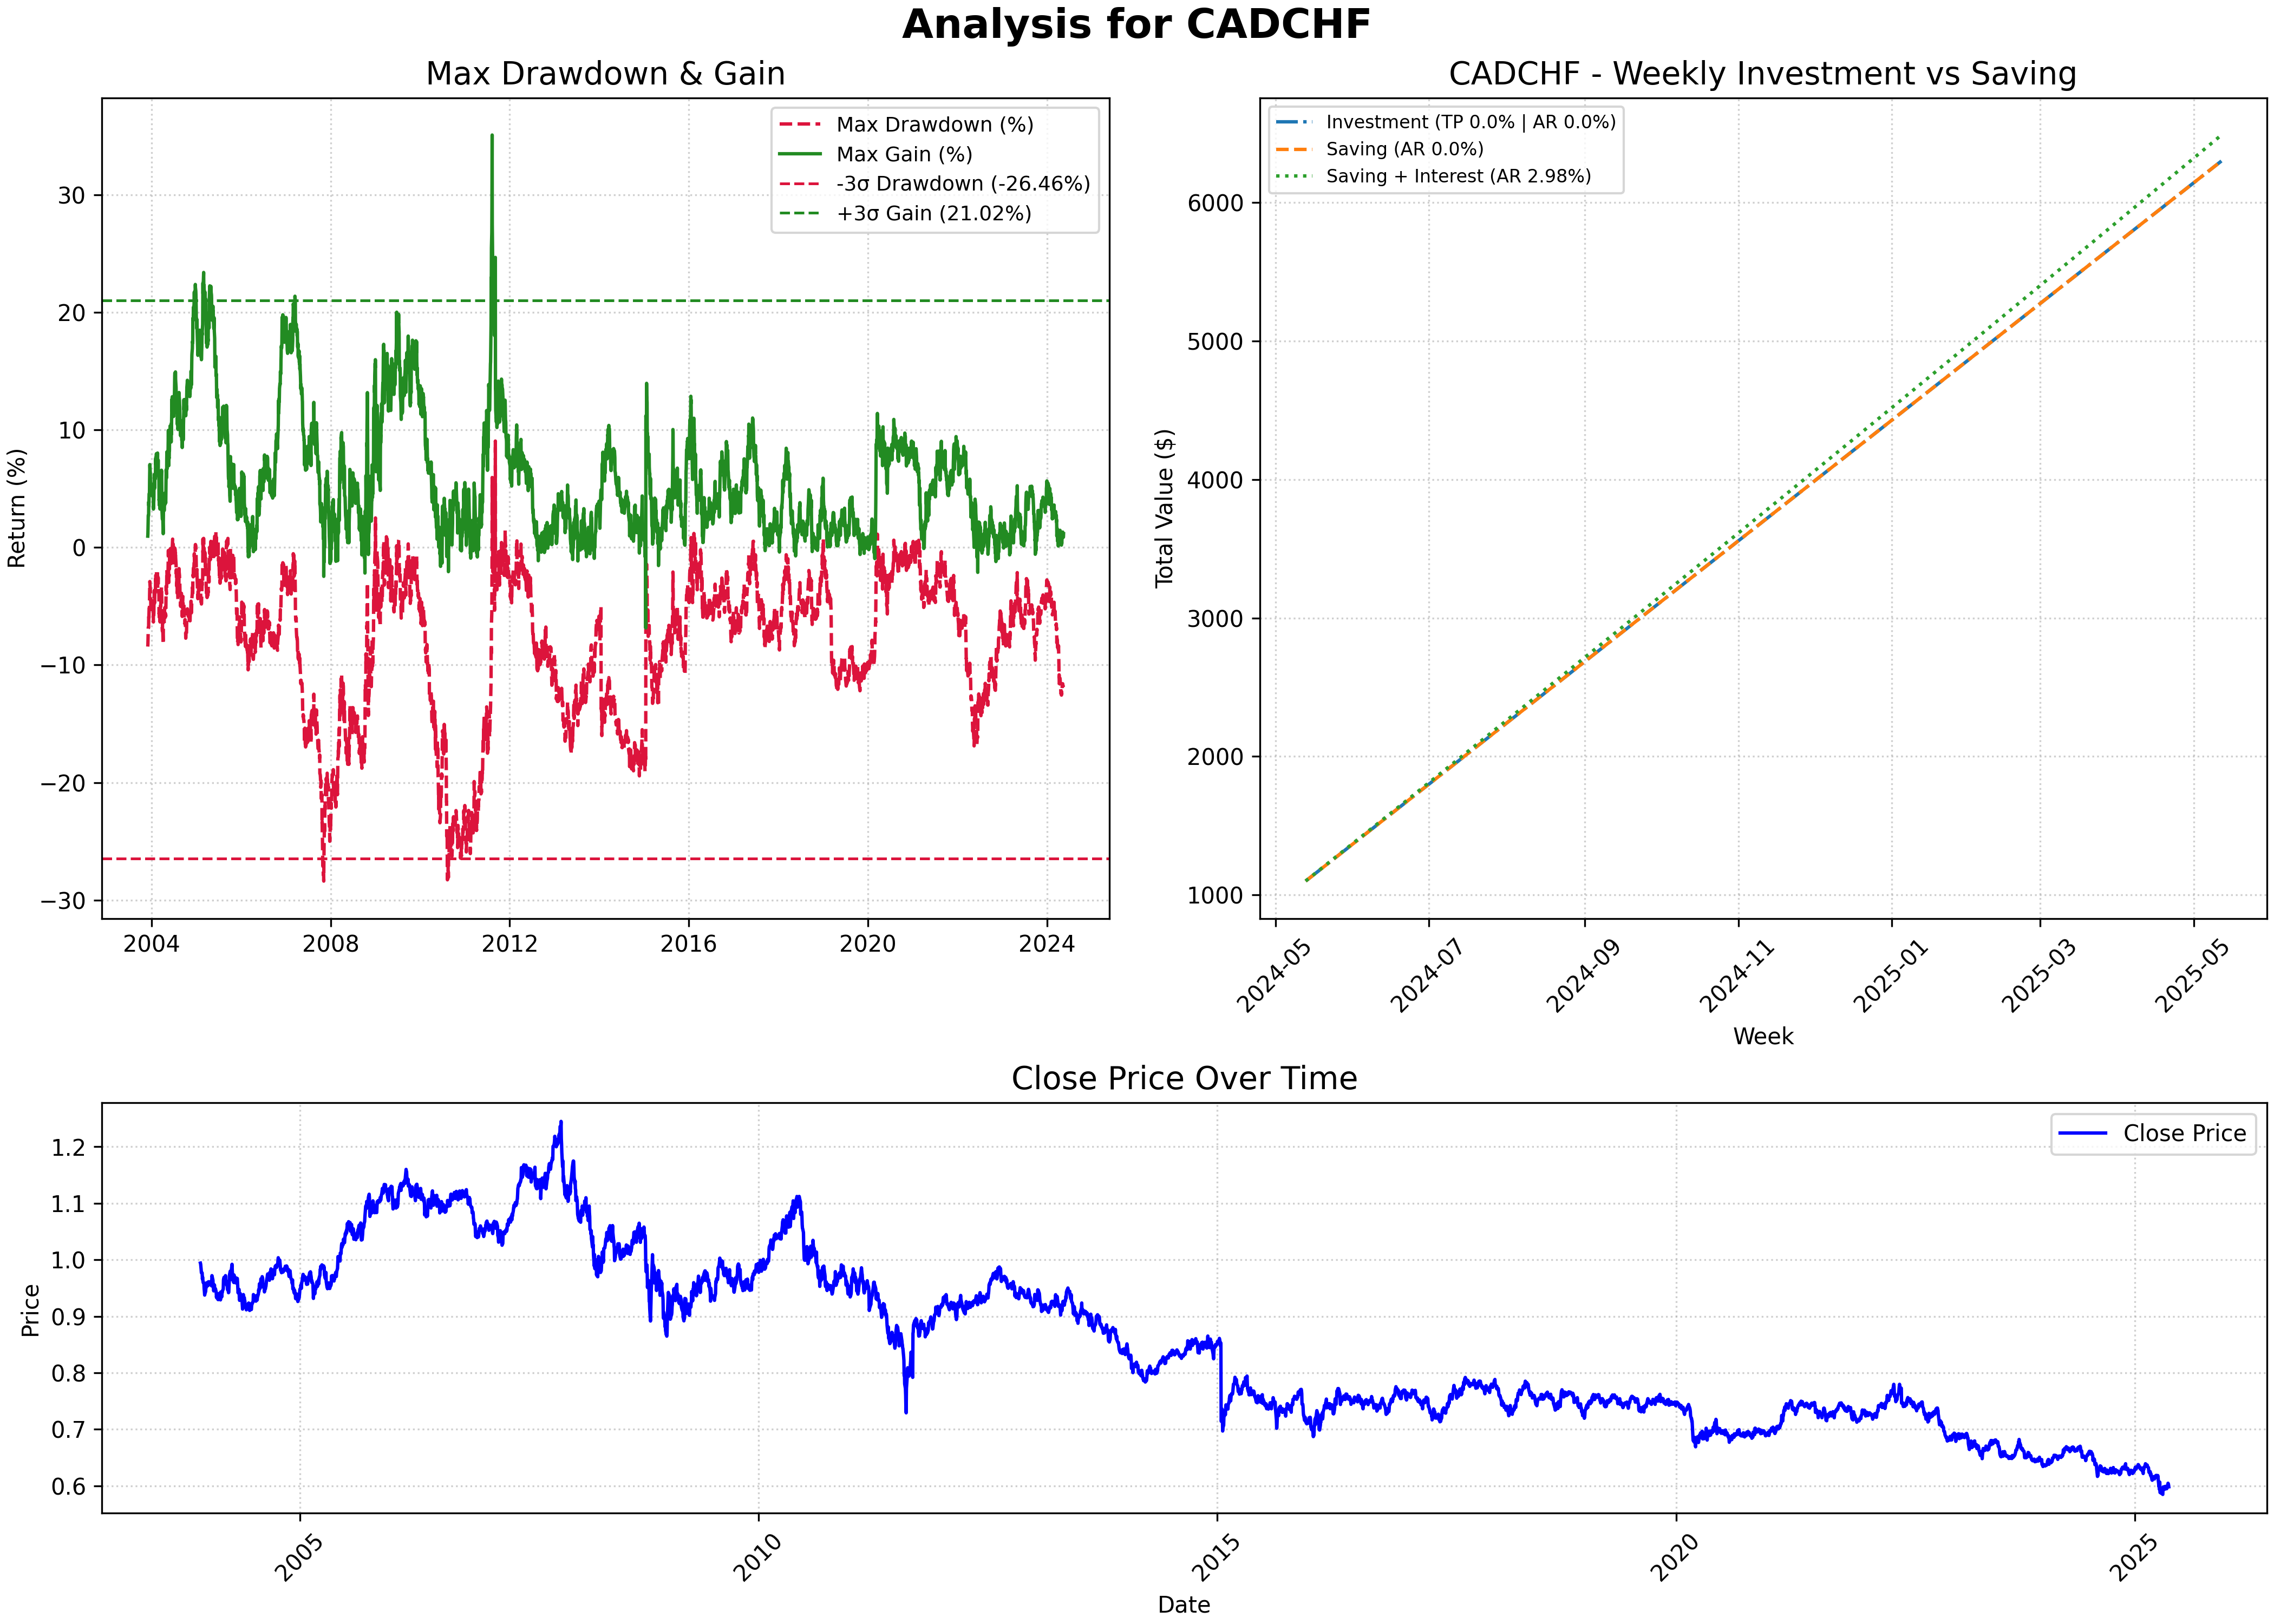 Analysis for CADCHF
Max Drawdown & Gain
Return (%)
30
20
10
0
−10
−20
−30
2004
2008
2012
2016
2020
2024
Max Drawdown (%)
Max Gain (%)
-3σ Drawdown (-26.46%)
+3σ Gain (21.02%)
CADCHF - Weekly Investment vs Saving
Total Value ($)
6000
5000
4000
3000
2000
1000
2024-05
2024-07
2024-09
2024-11
2025-01
2025-03
2025-05
Week
Investment (TP 0.0% | AR 0.0%)
Saving (AR 0.0%)
Saving + Interest (AR 2.98%)
Close Price Over Time
Price
1.2
1.1
1.0
0.9
0.8
0.7
0.6
2005
2010
2015
2020
2025
Date
Close Price